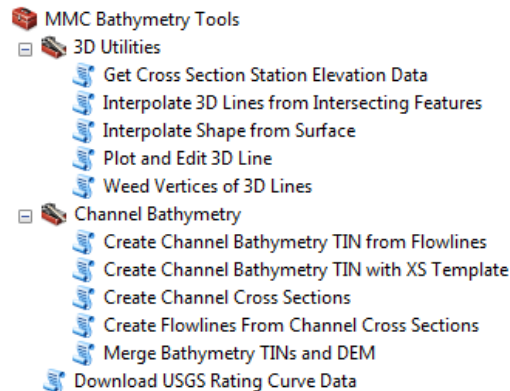 MMC Bathymetry Tools
3D Utilities
Get Cross Section Station Elevation Data
Interpolate 3D Lines from Intersecting Features
Interpolate Shape from Surface
Plot and Edit 3D Line
Weed Vertices of 3D Lines
Channel Bathymetry
Create Channel Bathymetry TIN from Flowlines
Create Channel Bathymetry TIN with XS Template
Create Channel Cross Sections
Create Flowlines From Channel Cross Sections
Merge Bathymetry TINs and DEM
Download USGS Rating Curve Data